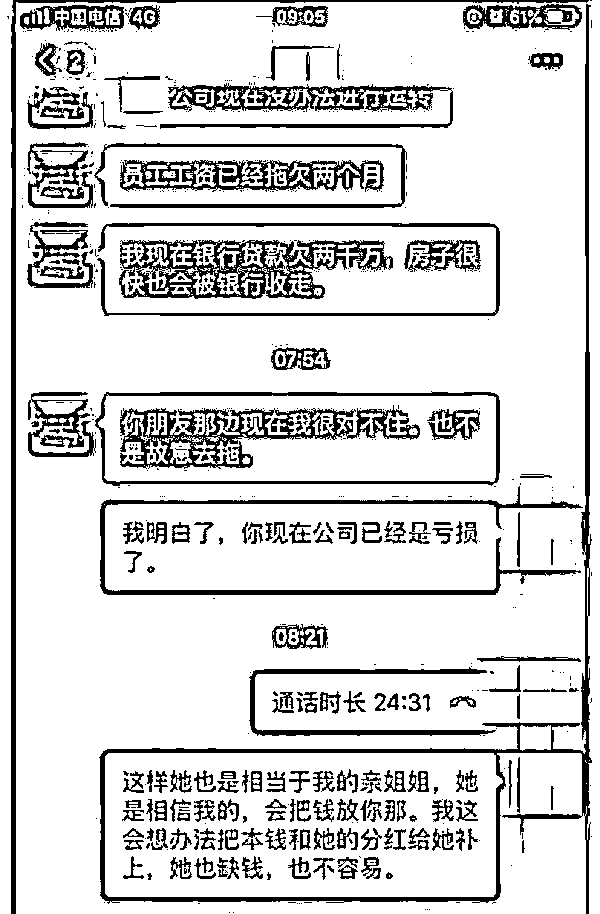 中国电信 4G 09:05 61%
2
公司现在没办法进行运转
员工工资已经拖欠两个月
我现在银行贷款欠两千万，房子很
快也会被银行收走。
07:54
你朋友那边现在我很对不住。也不
是故意去拖。
我明白了，你现在公司已经是亏损
了。
08:21
通话时长 24:31
这样她也是相当于我的亲姐姐，她
是相信我的，会把钱放你那。我这
会想办法把本钱和她的分红给她补
上，她也缺钱，也不容易。